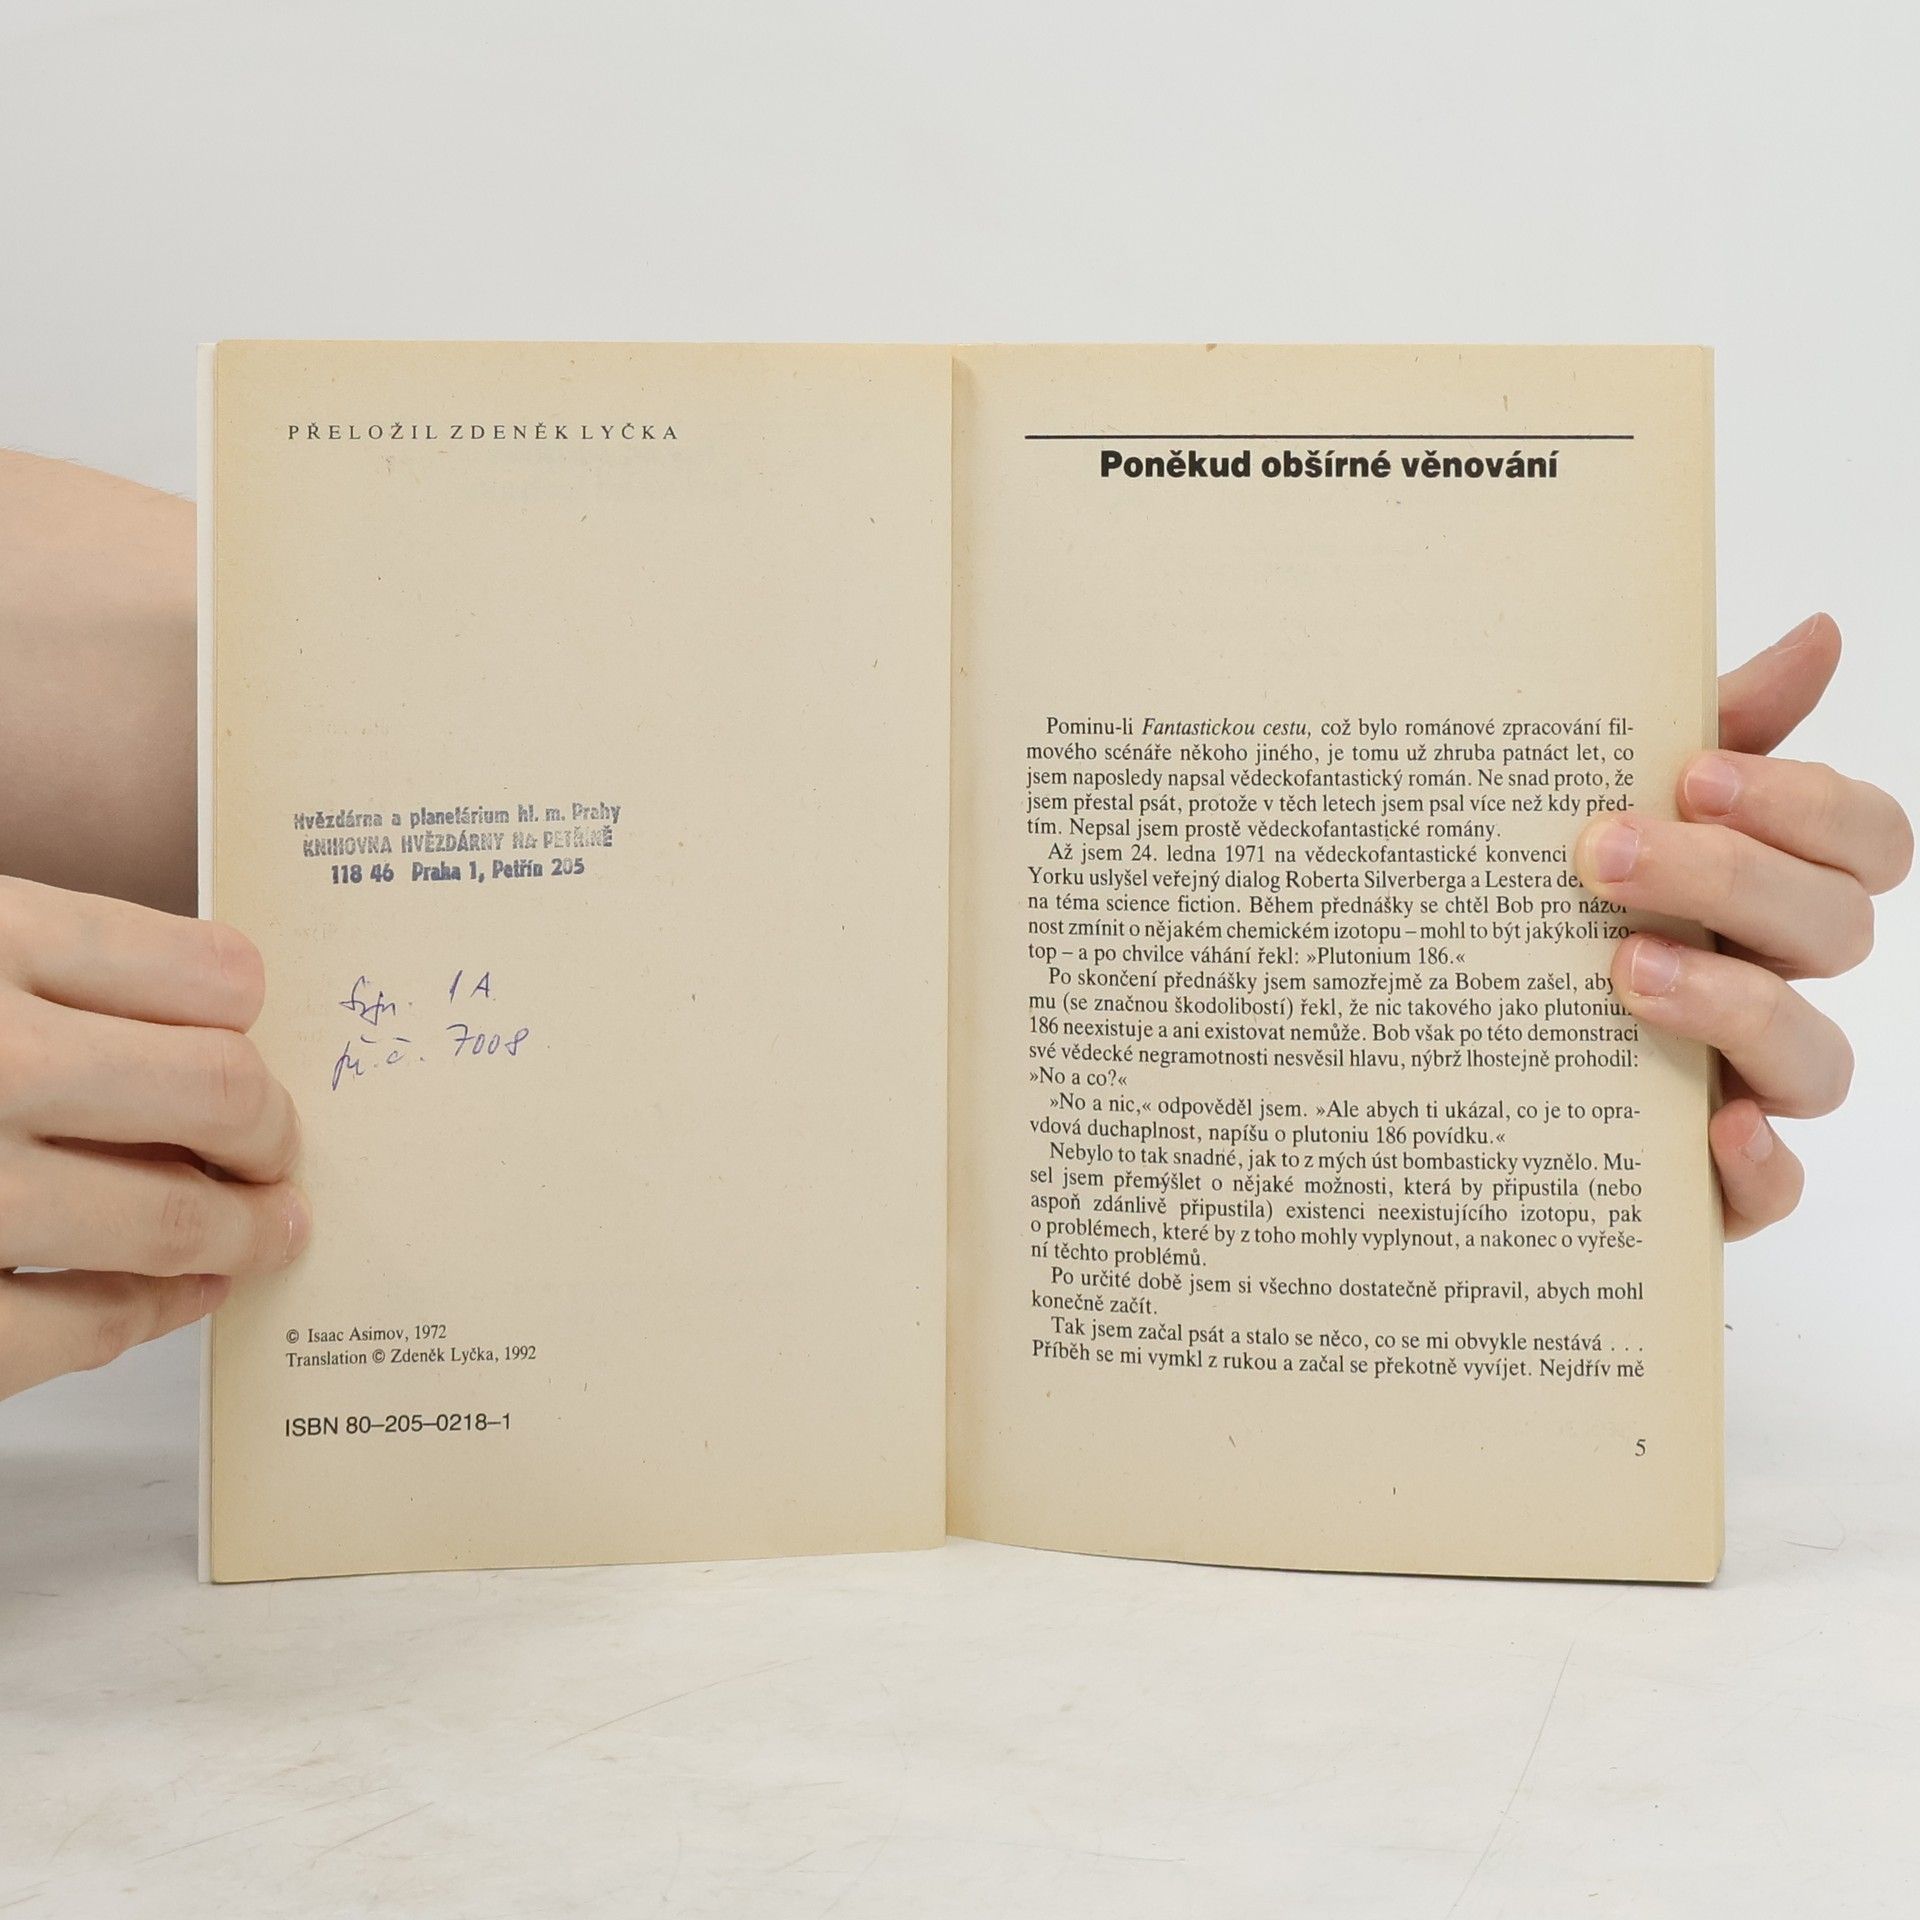 PŘELOŽIL ZDENĚK LYČKA
Hvězdárna a planetárium hl. m. Prahy
KNIHOVNA HVĚZDÁRNY NA PETŘÍNĚ
118 46 Praha 1, Petřín 205
Sign. 1 A
př. č. 7008
© Isaac Asimov, 1972
Translation © Zdeněk Lyčka, 1992
ISBN 80–205–0218–1
Poněkud obšírné věnování
Pominu-li Fantastickou cestu, což bylo románové zpracování fil-
mového scénáře někoho jiného, je tomu už zhruba patnáct let, co
jsem naposledy napsal vědeckofantastický román. Ne snad proto, že
jsem přestal psát, protože v těch letech jsem psal více než kdy před-
tím. Nepsal jsem prostě vědeckofantastické romány.
Až jsem 24. ledna 1971 na vědeckofantastické konvenci
Yorku uslyšel veřejný dialog Roberta Silverberga a Lestera de
na téma science fiction. Během přednášky se chtěl Bob pro názor-
nost zmínit o nějakém chemickém izotopu – mohl to být jakýkoli izo-
top – a po chvilce váhání řekl: »Plutonium 186.«
Po skončení přednášky jsem samozřejmě za Bobem zašel, aby
mu (se značnou škodolibostí) řekl, že nic takového jako plutonium
186 neexistuje a ani existovat nemůže. Bob však po této demonstraci
své vědecké negramotnosti nesvěsil hlavu, nýbrž lhostejně prohodil:
»No a co?«
»No a nic,« odpověděl jsem. »Ale abych ti ukázal, co je to opra-
vdová duchaplnost, napíšu o plutoniu 186 povídku.«
Nebylo to tak snadné, jak to z mých úst bombasticky vyznělo. Mu-
sel jsem přemýšlet o nějaké možnosti, která by připustila (nebo
aspoň zdánlivě připustila) existenci neexistujícího izotopu, pak
o problémech, které by z toho mohly vyplynout, a nakonec o vyřeše-
ní těchto problémů.
Po určité době jsem si všechno dostatečně připravil, abych mohl
konečně začít.
Tak jsem začal psát a stalo se něco, co se mi obvykle nestává . . .
Příběh se mi vymkl z rukou a začal se překotně vyvíjet. Nejdřív mě
5